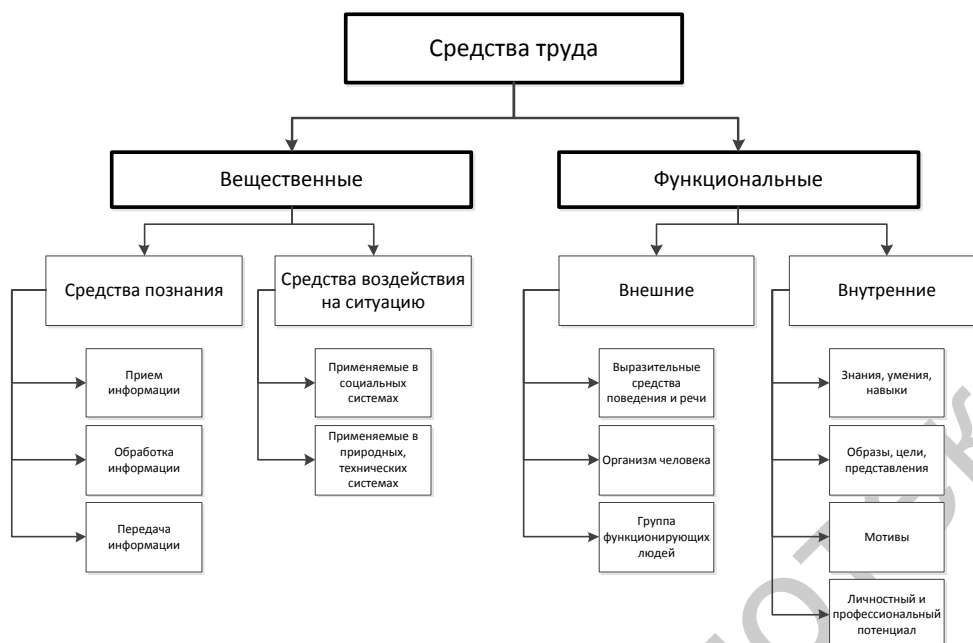 Средства труда
Вещественные
Функциональные
Средства познания
Средства воздействия
на ситуацию
Внешние
Внутренние
Прием
информации
Обработка
информации
Передача
информации
Применяемые в
социальных
системах
Применяемые в
природных,
технических
системах
Выразительные
средства
поведения и речи
Организм человека
Группа
функционирующих
людей
Знания, умения,
навыки
Образы, цели,
представления
Мотивы
Личностный и
профессиональный
потенциал